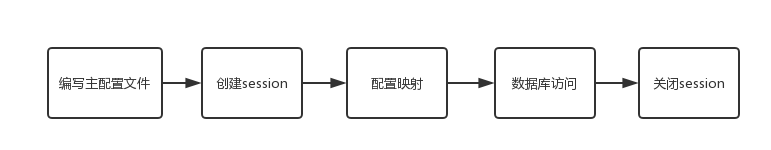 编写主配置文件
创建session
配置映射
数据库访问
关闭session